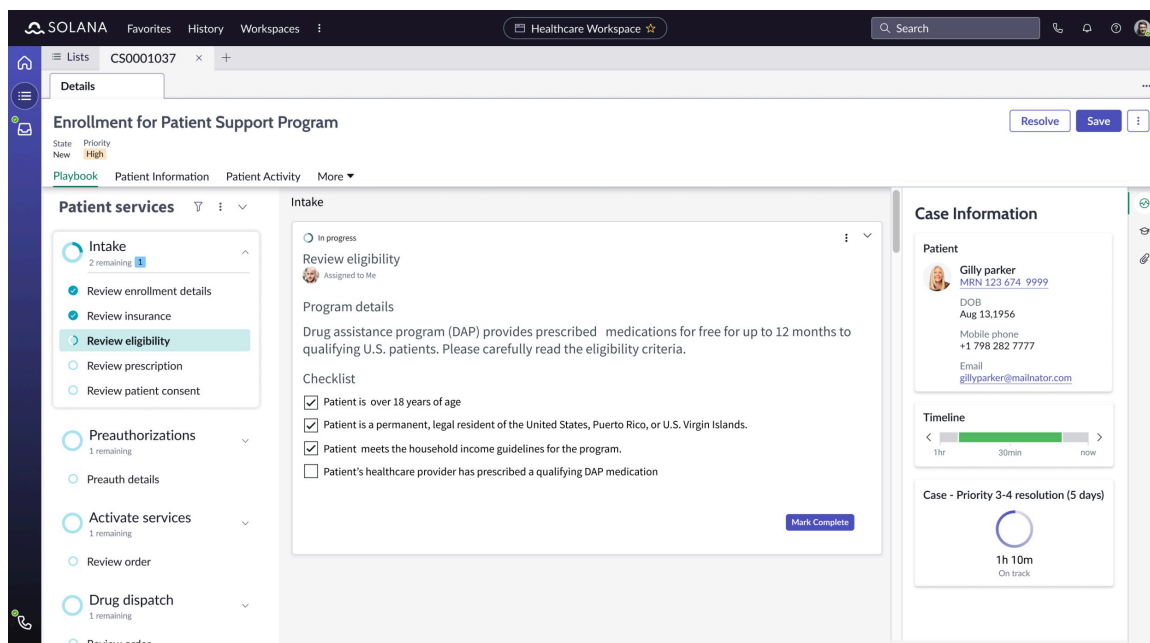 SOLANA Favorites History Workspaces Healthcare Workspace Search
Lists CS0001037 × +
Details
Enrollment for Patient Support Program
Resolve Save
State Priority
New High
Playbook Patient Information Patient Activity More
Patient services
Intake
2 remaining 1
Review enrollment details
Review insurance
Review eligibility
Review prescription
Review patient consent
Preauthorizations
1 remaining
Preauth details
Activate services
1 remaining
Review order
Drug dispatch
1 remaining
Review order
Intake
In progress
Review eligibility
Assigned to Me
Program details
Drug assistance program (DAP) provides prescribed medications for free for up to 12 months to
qualifying U.S. patients. Please carefully read the eligibility criteria.
Checklist
Patient is over 18 years of age
Patient is a permanent, legal resident of the United States, Puerto Rico, or U.S. Virgin Islands.
Patient meets the household income guidelines for the program.
Patient's healthcare provider has prescribed a qualifying DAP medication
Mark Complete
Case Information
Patient
Gilly parker
MRN 123 674 9999
DOB
Aug 13,1956
Mobile phone
+1 798 282 7777
Email
gillyparker@mailnator.com
Timeline
1hr 30min now
Case - Priority 3-4 resolution (5 days)
1h 10m
On track